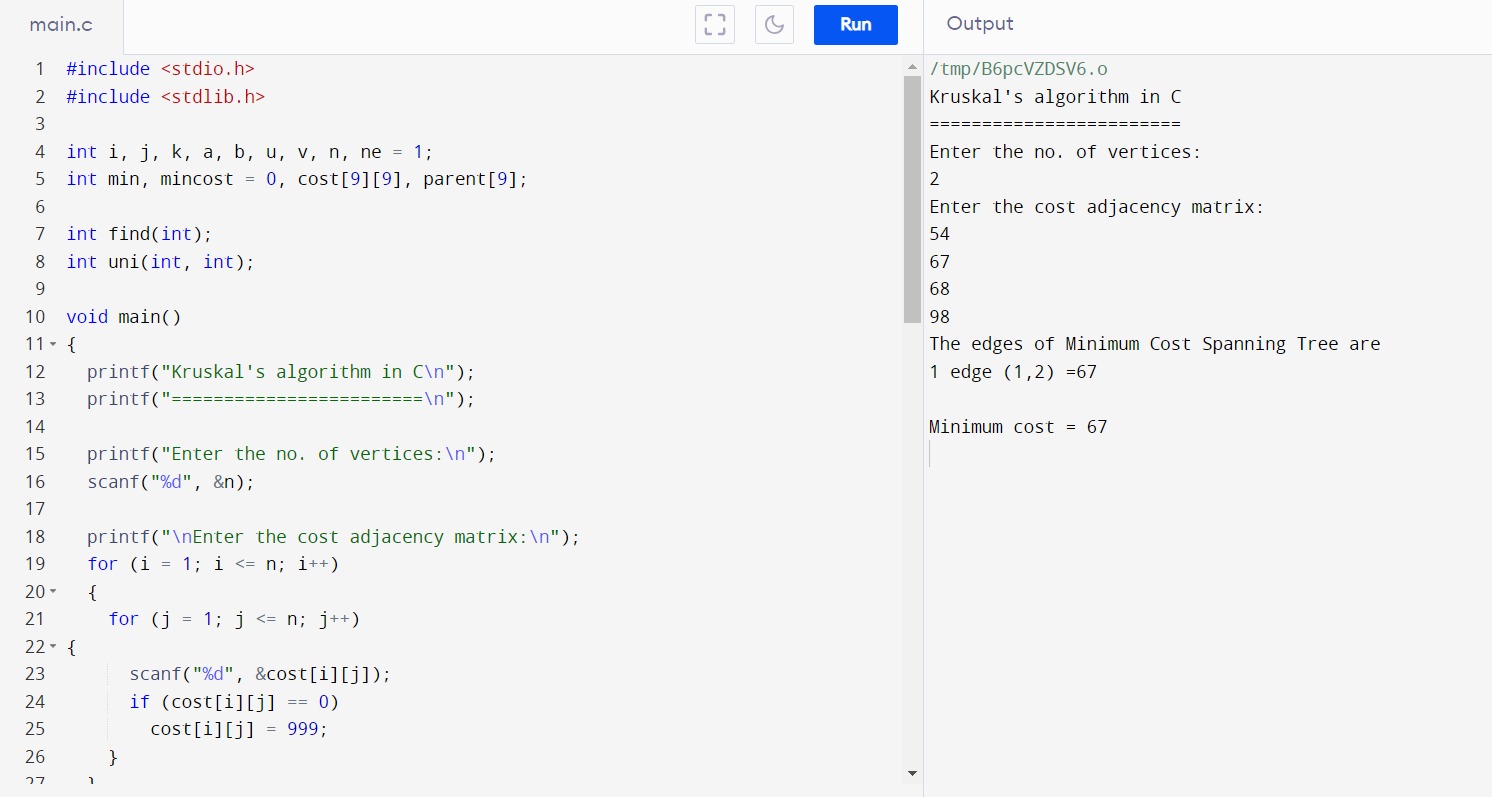 main.c
Run
1 #include <stdio.h>
2 #include <stdlib.h>
3
4 int i, j, k, a, b, u, v, n, ne = 1;
5 int min, mincost = 0, cost[9][9], parent[9];
6
7 int find(int);
8 int uni(int, int);
9
10 void main()
11 {
12   printf("Kruskal's algorithm in C\n");
13   printf("========================\n");
14
15   printf("Enter the no. of vertices:\n");
16   scanf("%d", &n);
17
18   printf("\nEnter the cost adjacency matrix:\n");
19   for (i = 1; i <= n; i++)
20   {
21     for (j = 1; j <= n; j++)
22 {
23       scanf("%d", &cost[i][j]);
24       if (cost[i][j] == 0)
25         cost[i][j] = 999;
26     }
27   }
Output
/tmp/B6pcVZDSV6.o
Kruskal's algorithm in C
========================
Enter the no. of vertices:
2
Enter the cost adjacency matrix:
54
67
68
98
The edges of Minimum Cost Spanning Tree are
1 edge (1,2) =67
Minimum cost = 67